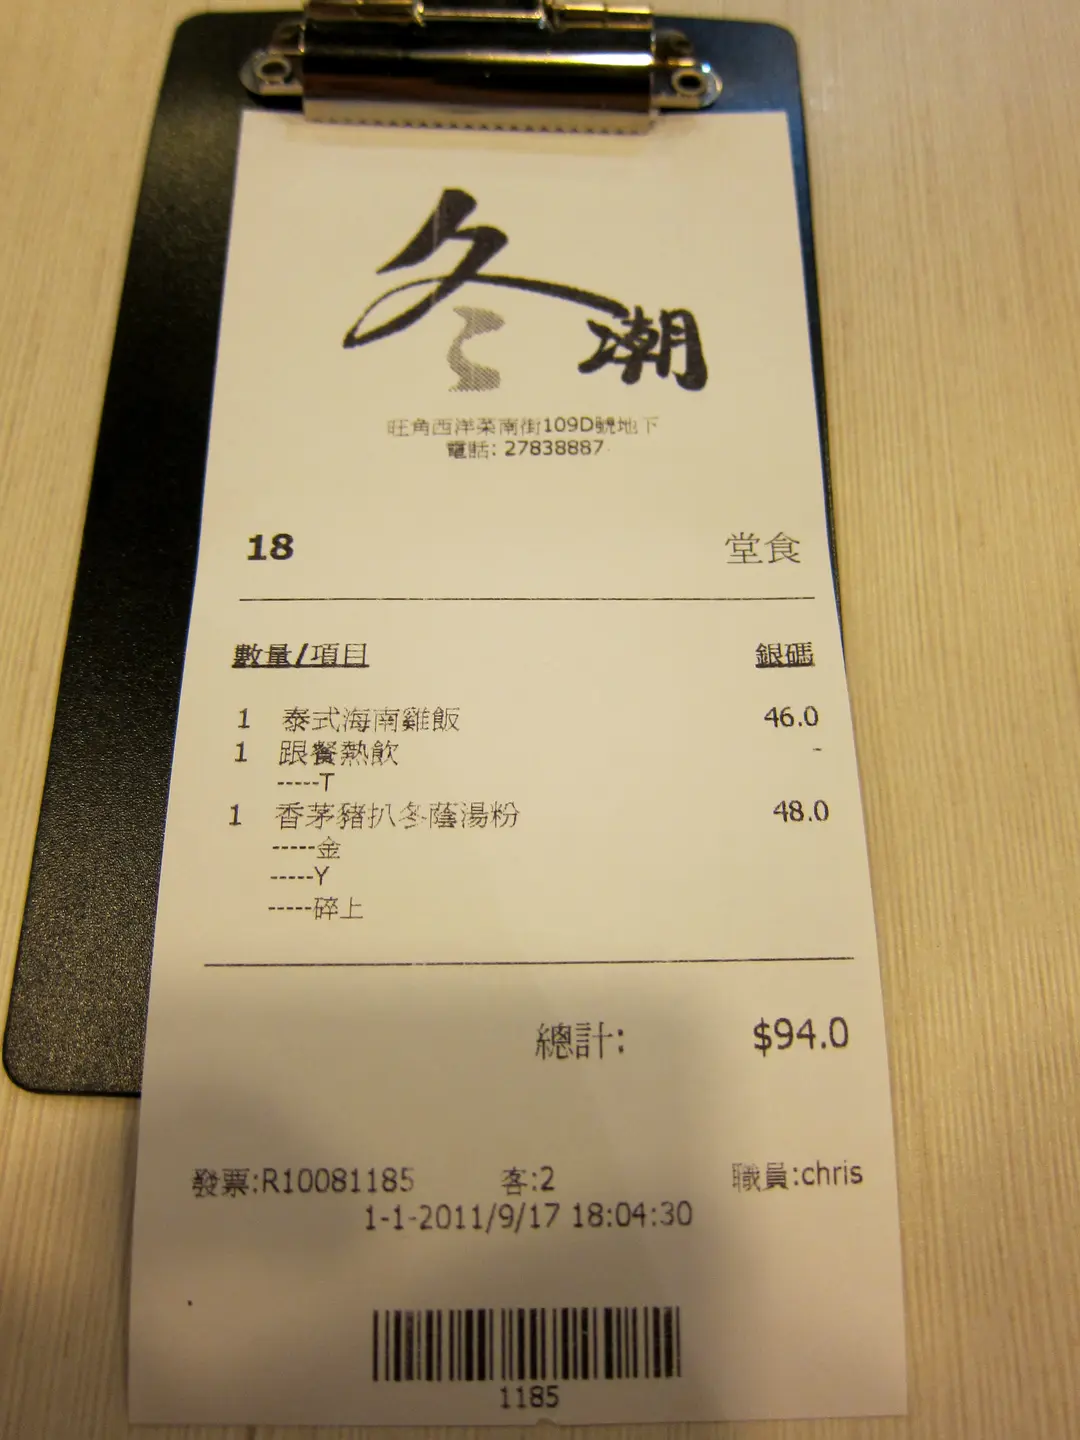 冬潮
旺角西洋菜南街109D號地下
電話: 27838887
18 堂食
數量/項目 銀碼
1 泰式海南雞飯 46.0
1 跟餐熱飲 -
-----T
1 香茅豬扒冬蔭湯粉 48.0
-----金
-----Y
-----碎上
總計: $94.0
發票:R10081185 客:2 職員:chris
1-1-2011/9/17 18:04:30
1185